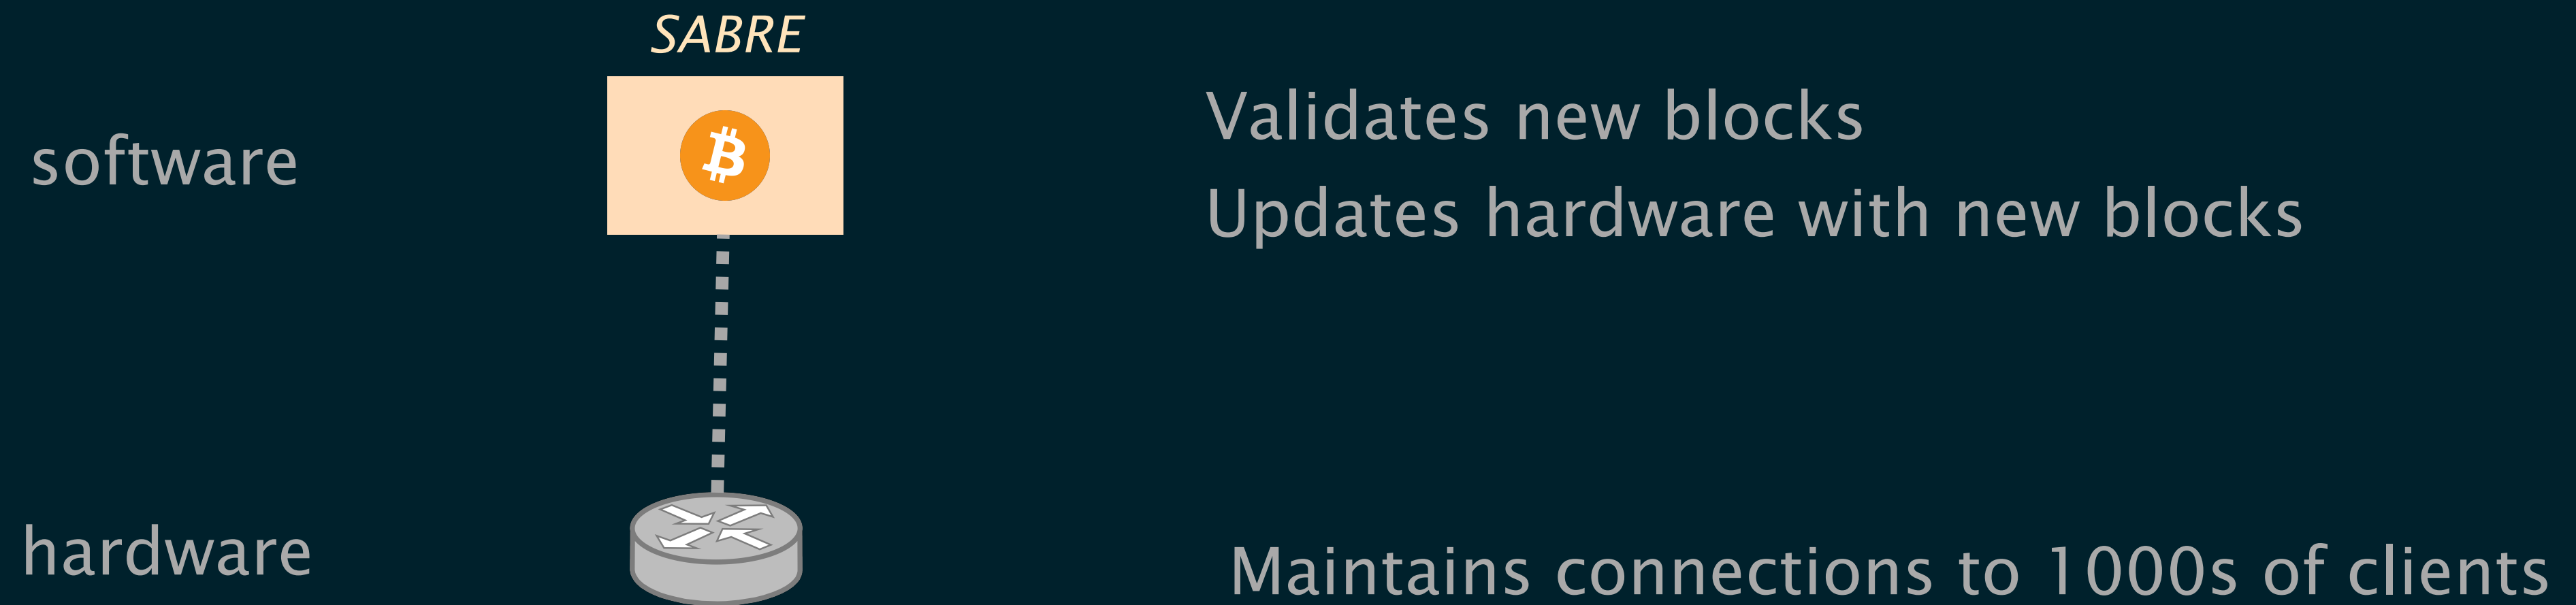 SABRE
software
Validates new blocks
Updates hardware with new blocks
hardware
Maintains connections to 1000s of clients